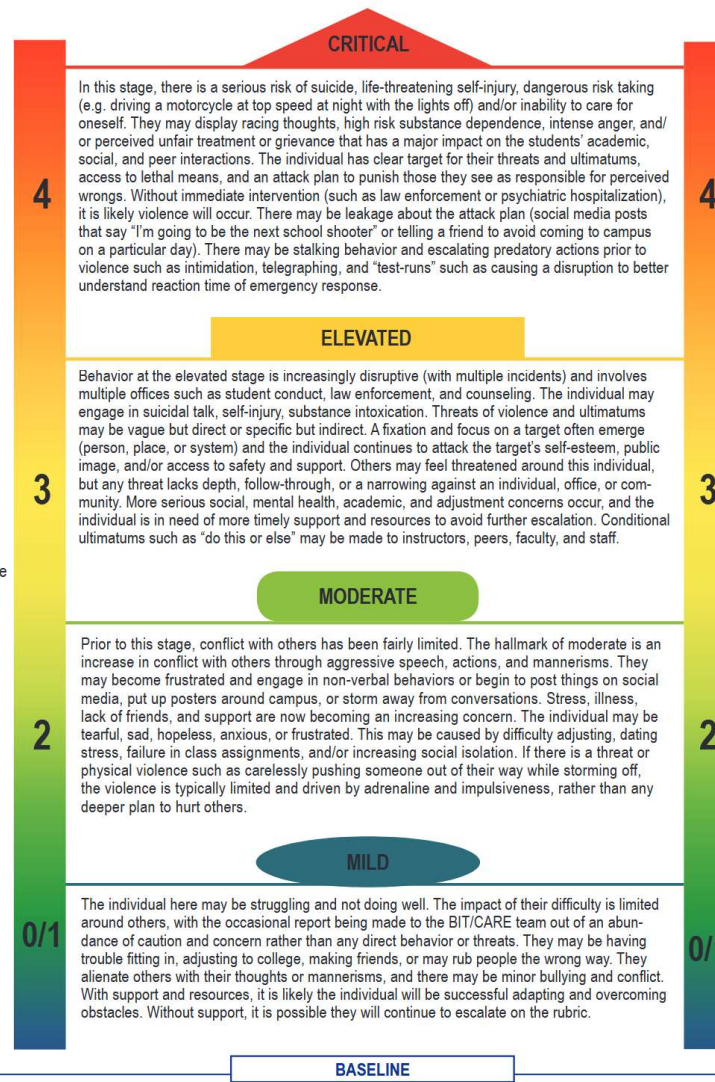 CRITICAL
In this stage, there is a serious risk of suicide, life-threatening self-injury, dangerous risk taking
(e.g. driving a motorcycle at top speed at night with the lights off) and/or inability to care for
oneself. They may display racing thoughts, high risk substance dependence, intense anger, and/
or perceived unfair treatment or grievance that has a major impact on the students' academic,
social, and peer interactions. The individual has clear target for their threats and ultimatums,
access to lethal means, and an attack plan to punish those they see as responsible for perceived
wrongs. Without immediate intervention (such as law enforcement or psychiatric hospitalization),
it is likely violence will occur. There may be leakage about the attack plan (social media posts
that say "I'm going to be the next school shooter" or telling a friend to avoid coming to campus
on a particular day). There may be stalking behavior and escalating predatory actions prior to
violence such as intimidation, telegraphing, and "test-runs" such as causing a disruption to better
understand reaction time of emergency response.
4
4
ELEVATED
Behavior at the elevated stage is increasingly disruptive (with multiple incidents) and involves
multiple offices such as student conduct, law enforcement, and counseling. The individual may
engage in suicidal talk, self-injury, substance intoxication. Threats of violence and ultimatums
may be vague but direct or specific but indirect. A fixation and focus on a target often emerge
(person, place, or system) and the individual continues to attack the target's self-esteem, public
image, and/or access to safety and support. Others may feel threatened around this individual,
but any threat lacks depth, follow-through, or a narrowing against an individual, office, or com-
munity. More serious social, mental health, academic, and adjustment concerns occur, and the
individual is in need of more timely support and resources to avoid further escalation. Conditional
ultimatums such as "do this or else" may be made to instructors, peers, faculty, and staff.
3
3
e
MODERATE
Prior to this stage, conflict with others has been fairly limited. The hallmark of moderate is an
increase in conflict with others through aggressive speech, actions, and mannerisms. They
may become frustrated and engage in non-verbal behaviors or begin to post things on social
media, put up posters around campus, or storm away from conversations. Stress, illness,
lack of friends, and support are now becoming an increasing concern. The individual may be
tearful, sad, hopeless, anxious, or frustrated. This may be caused by difficulty adjusting, dating
stress, failure in class assignments, and/or increasing social isolation. If there is a threat or
physical violence such as carelessly pushing someone out of their way while storming off,
the violence is typically limited and driven by adrenaline and impulsiveness, rather than any
deeper plan to hurt others.
2
2
MILD
The individual here may be struggling and not doing well. The impact of their difficulty is limited
around others, with the occasional report being made to the BIT/CARE team out of an abun-
dance of caution and concern rather than any direct behavior or threats. They may be having
trouble fitting in, adjusting to college, making friends, or may rub people the wrong way. They
alienate others with their thoughts or mannerisms, and there may be minor bullying and conflict.
With support and resources, it is likely the individual will be successful adapting and overcoming
obstacles. Without support, it is possible they will continue to escalate on the rubric.
0/1
0/
BASELINE